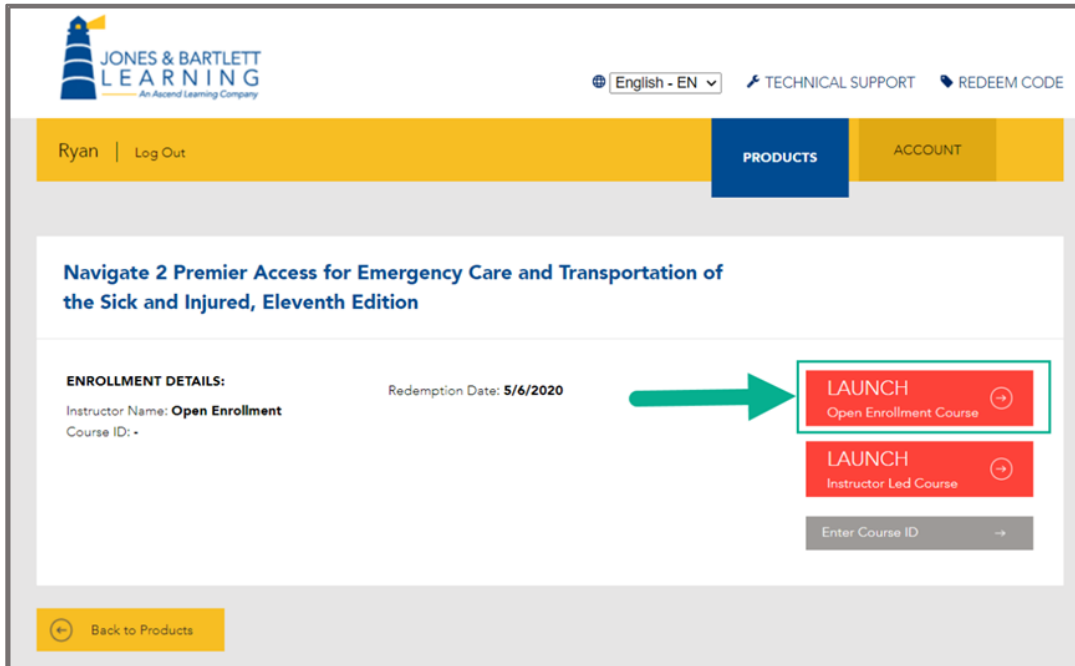 JONES & BARTLETT
LEARNING
An Ascend Learning Company
English - EN
TECHNICAL SUPPORT
REDEEM CODE
Ryan | Log Out
PRODUCTS
ACCOUNT
Navigate 2 Premier Access for Emergency Care and Transportation of
the Sick and Injured, Eleventh Edition
ENROLLMENT DETAILS:
Instructor Name: Open Enrollment
Course ID: -
Redemption Date: 5/6/2020
LAUNCH
Open Enrollment Course
LAUNCH
Instructor Led Course
Enter Course ID
Back to Products